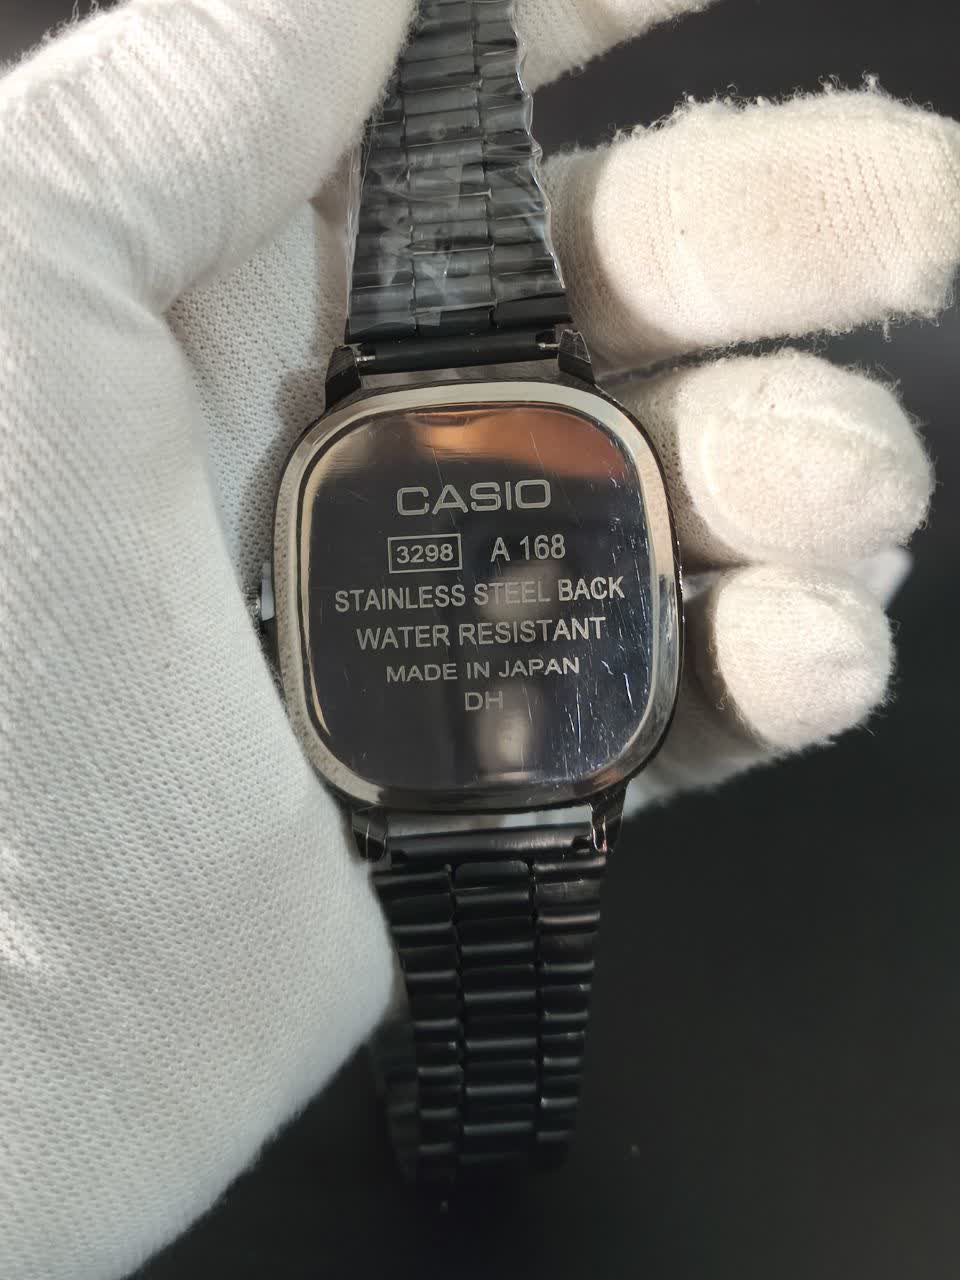 CASIO
3298 A 168
STAINLESS STEEL BACK
WATER RESISTANT
MADE IN JAPAN
DH